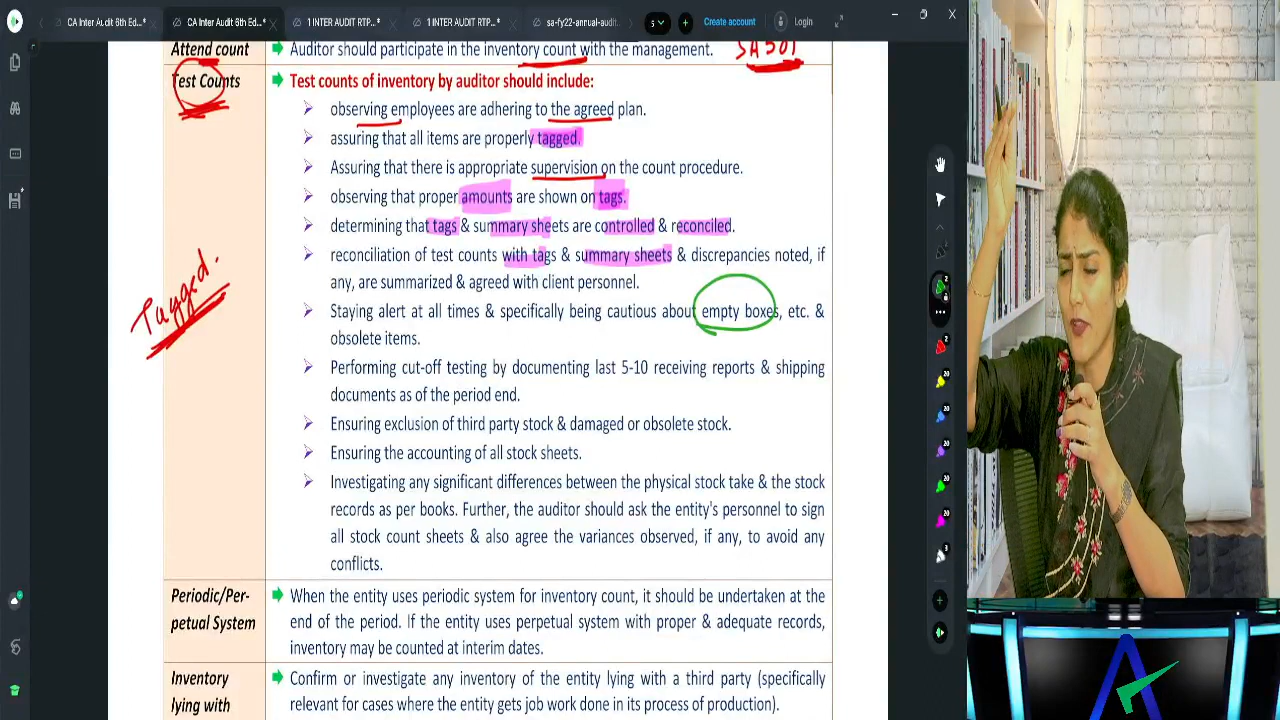 CA Inter Audit 8th Ed...*
CA Inter Audit 8th Ed...*
1 INTER AUDIT RTP...*
1 INTER AUDIT RTP...*
sa-fy22-annual-audit..
5
Create account
Login
Attend count
Auditor should participate in the inventory count with the management.
SA 501
Test Counts
Test counts of inventory by auditor should include:
observing employees are adhering to the agreed plan.
assuring that all items are properly tagged.
Assuring that there is appropriate supervision on the count procedure.
observing that proper amounts are shown on tags.
determining that tags & summary sheets are controlled & reconciled.
reconciliation of test counts with tags & summary sheets & discrepancies noted, if
any, are summarized & agreed with client personnel.
Tagged.
Staying alert at all times & specifically being cautious about empty boxes, etc. &
obsolete items.
Performing cut-off testing by documenting last 5-10 receiving reports & shipping
documents as of the period end.
Ensuring exclusion of third party stock & damaged or obsolete stock.
Ensuring the accounting of all stock sheets.
Investigating any significant differences between the physical stock take & the stock
records as per books. Further, the auditor should ask the entity's personnel to sign
all stock count sheets & also agree the variances observed, if any, to avoid any
conflicts.
Periodic/Per-
petual System
When the entity uses periodic system for inventory count, it should be undertaken at the
end of the period. If the entity uses perpetual system with proper & adequate records,
inventory may be counted at interim dates.
Inventory
lying with
Confirm or investigate any inventory of the entity lying with a third party (specifically
relevant for cases where the entity gets job work done in its process of production).
2
2
20
20
20
20
20
3